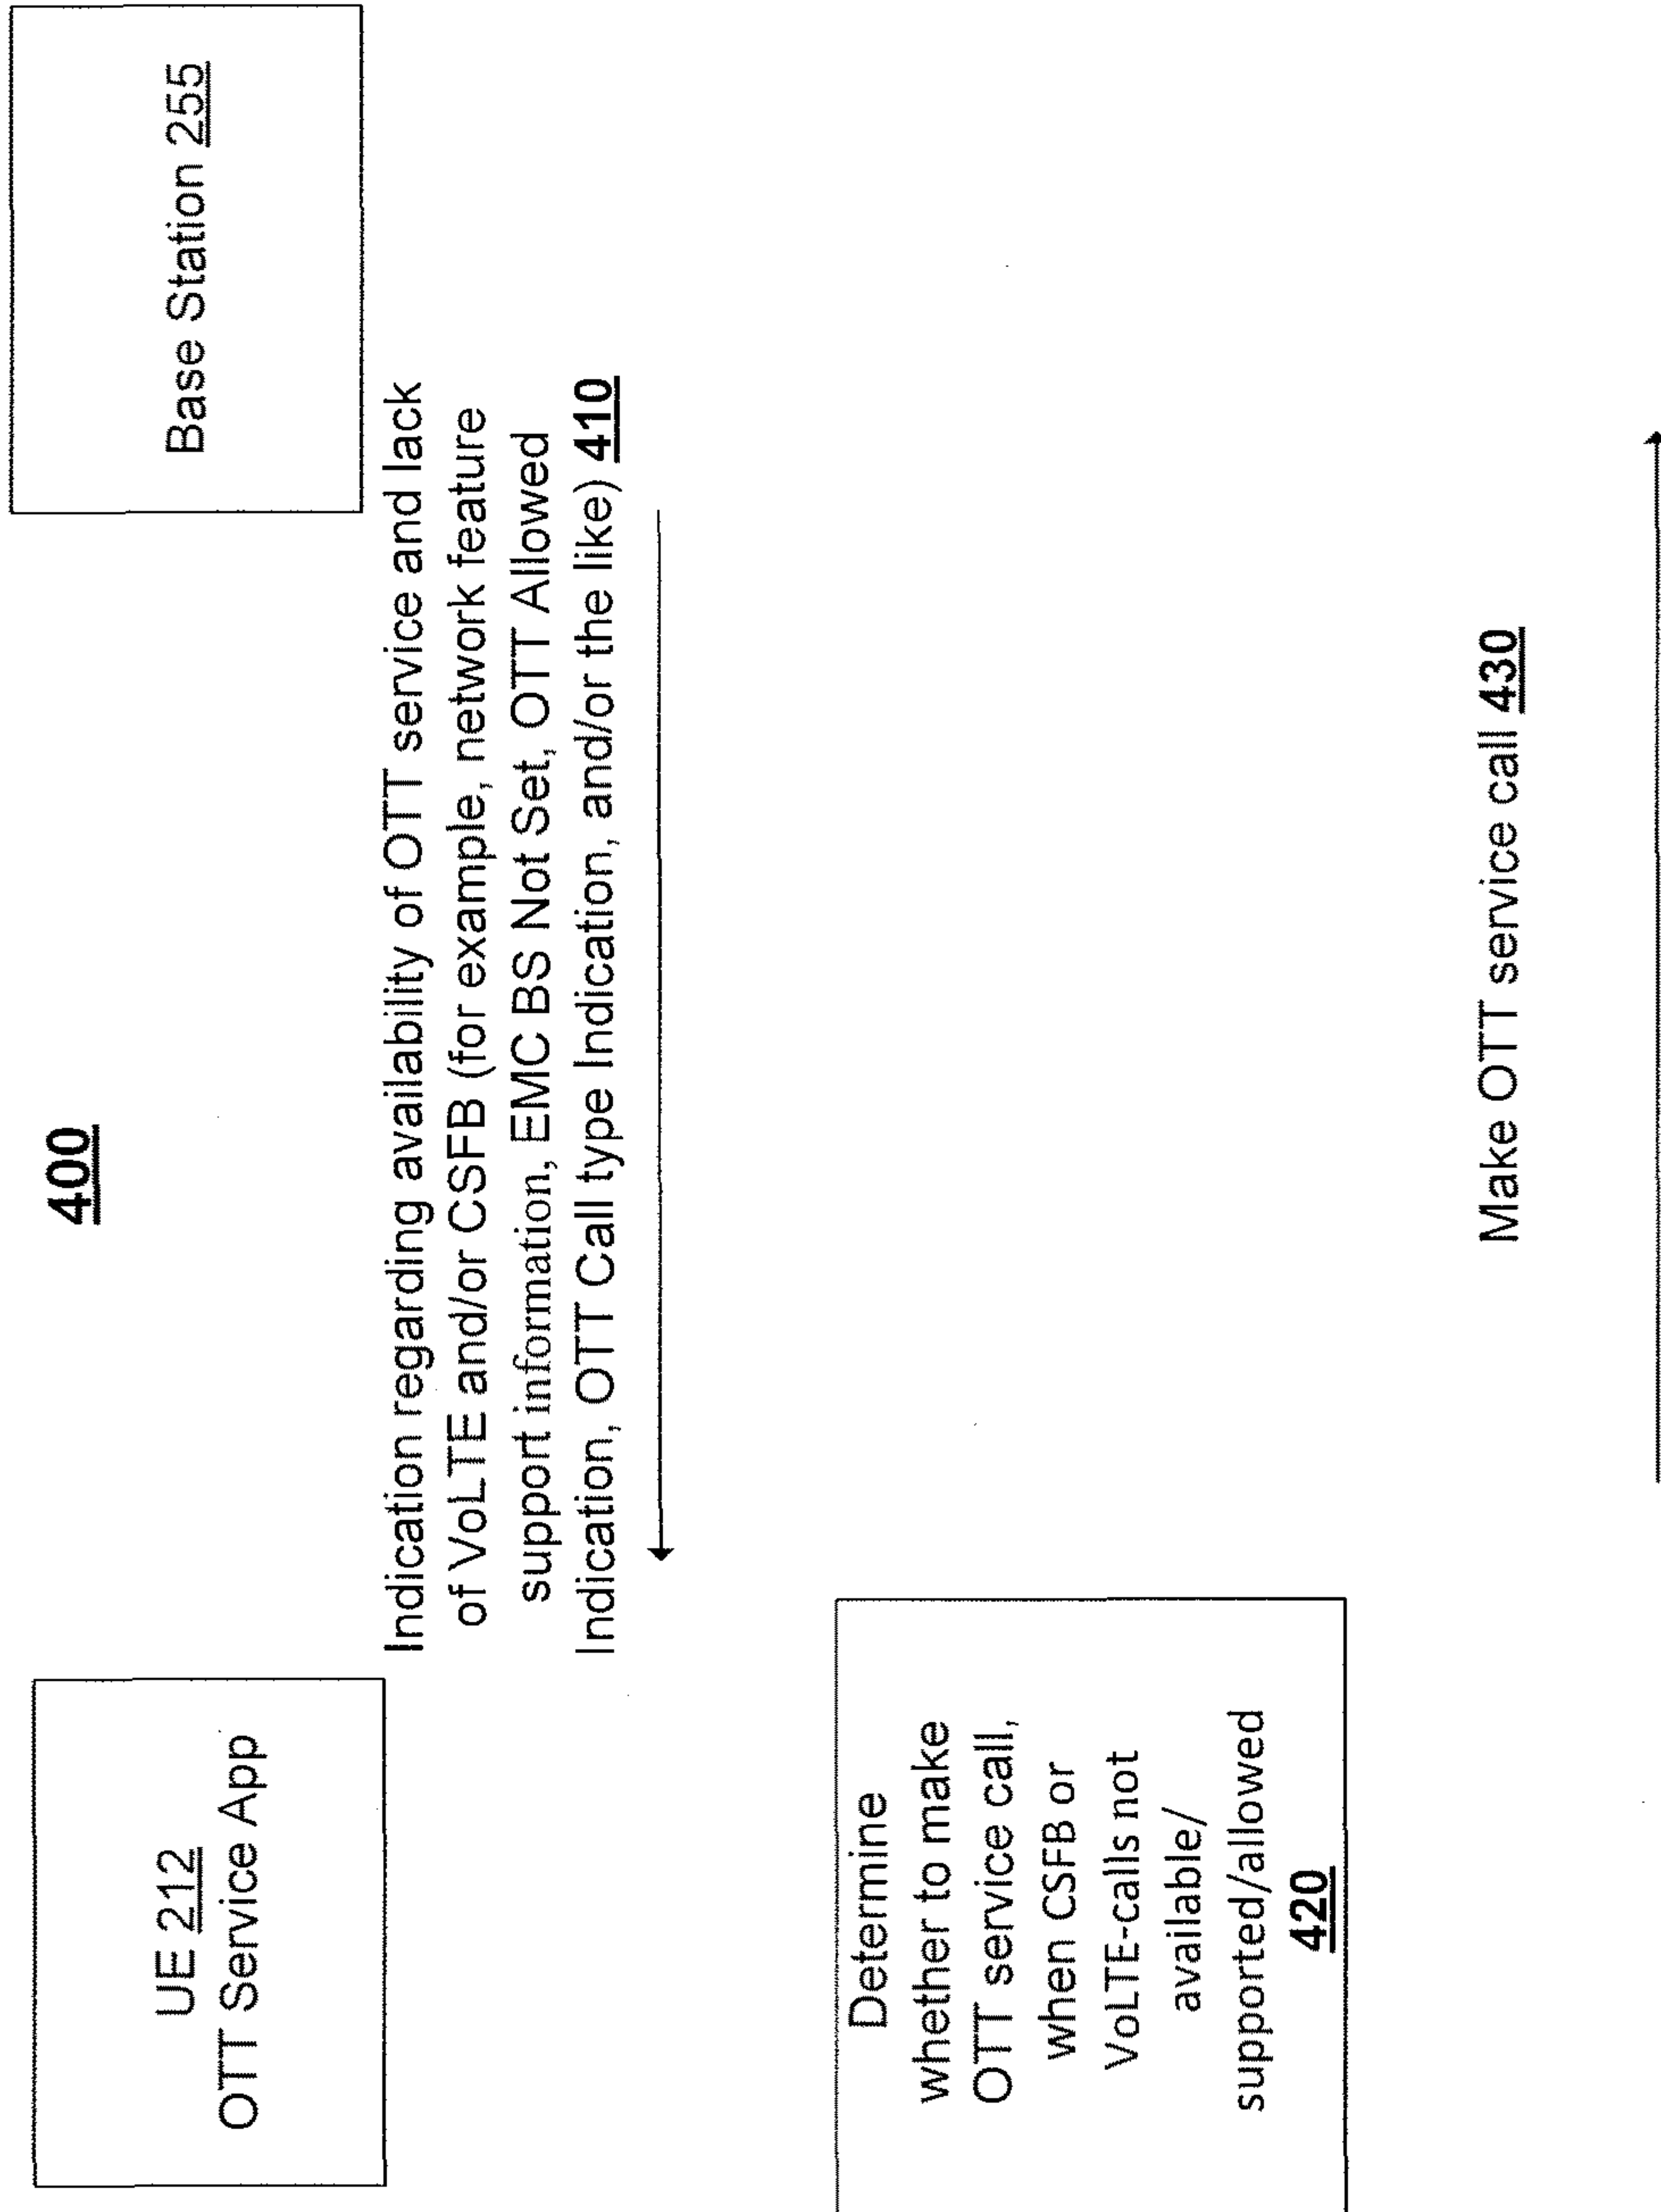 400
UE 212
OTT Service App
Base Station 255
Indication regarding availability of OTT service and lack
of VoLTE and/or CSFB (for example, network feature
support information, EMC BS Not Set, OTT Allowed
Indication, OTT Call type Indication, and/or the like) 410
Determine
whether to make
OTT service call,
when CSFB or
VoLTE-calls not
available/
supported/allowed
420
Make OTT service call 430